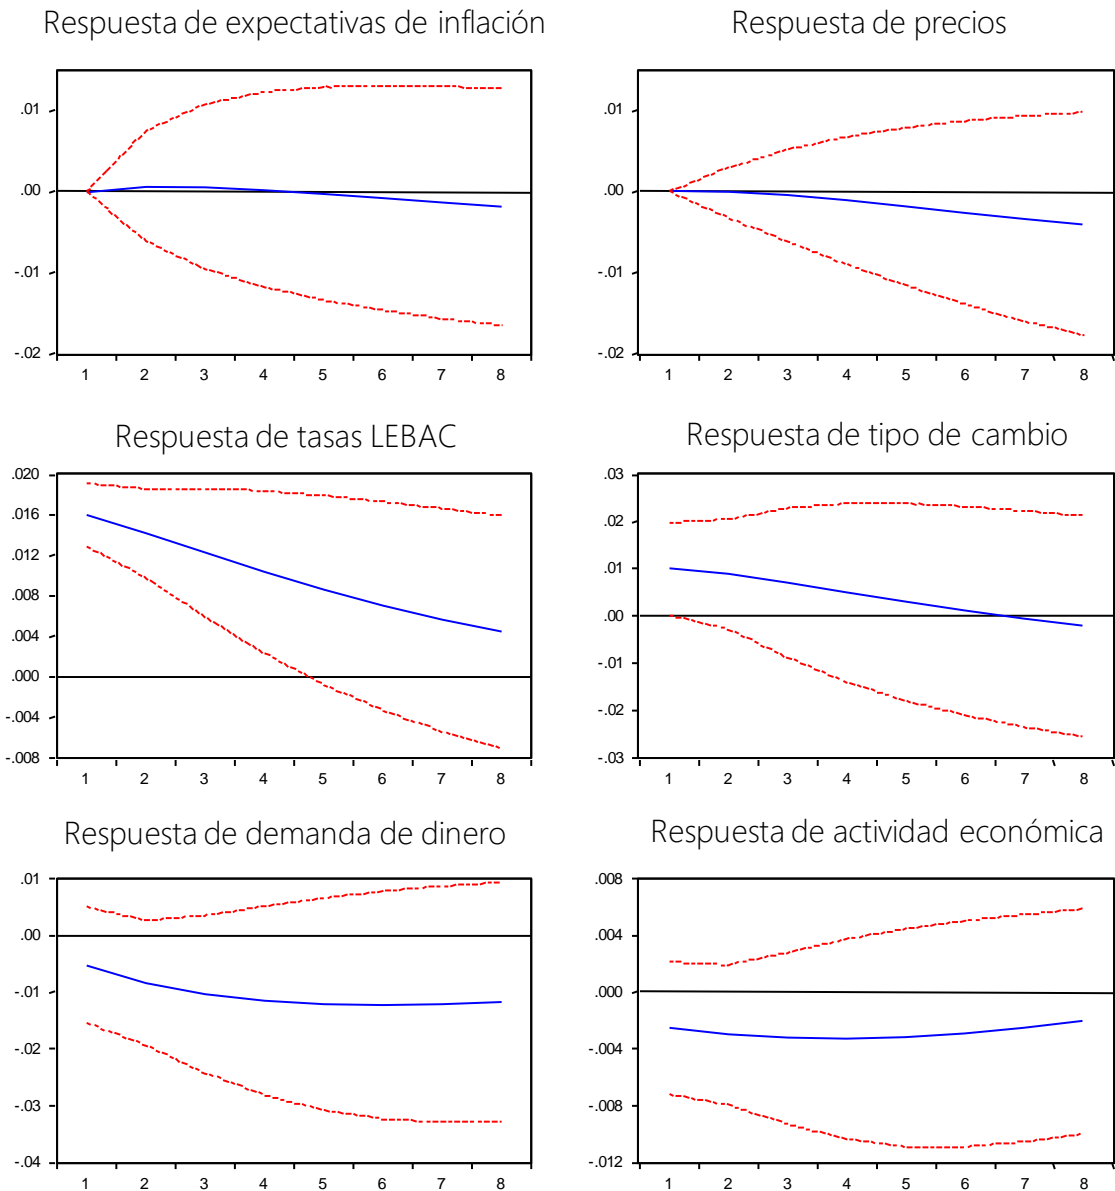 Respuesta de expectativas de inflación
.01
.00
-.01
-.02
1 2 3 4 5 6 7 8
Respuesta de precios
.01
.00
-.01
-.02
1 2 3 4 5 6 7 8
Respuesta de tasas LEBAC
.020
.016
.012
.008
.004
.000
-.004
-.008
1 2 3 4 5 6 7 8
Respuesta de tipo de cambio
.03
.02
.01
.00
-.01
-.02
-.03
1 2 3 4 5 6 7 8
Respuesta de demanda de dinero
.01
.00
-.01
-.02
-.03
-.04
1 2 3 4 5 6 7 8
Respuesta de actividad económica
.008
.004
.000
-.004
-.008
-.012
1 2 3 4 5 6 7 8